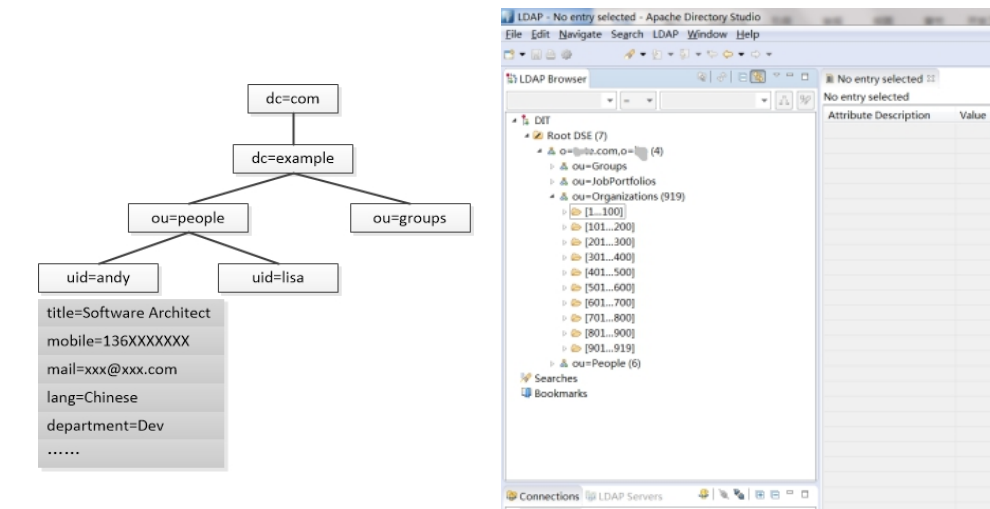 dc=com
dc=example
ou=people
ou=groups
uid=andy
uid=lisa
title=Software Architect
mobile=136XXXXXXX
mail=xxx@xxx.com
lang=Chinese
department=Dev
······
LDAP - No entry selected - Apache Directory Studio
File Edit Navigate Search LDAP Window Help
LDAP Browser
=
DIT
Root DSE (7)
o= .com,o= (4)
ou=Groups
ou=JobPortfolios
ou=Organizations (919)
[1...100]
[101...200]
[201...300]
[301...400]
[401...500]
[501...600]
[601...700]
[701...800]
[801...900]
[901...919]
ou=People (6)
Searches
Bookmarks
Connections LDAP Servers
No entry selected
No entry selected
Attribute Description Value